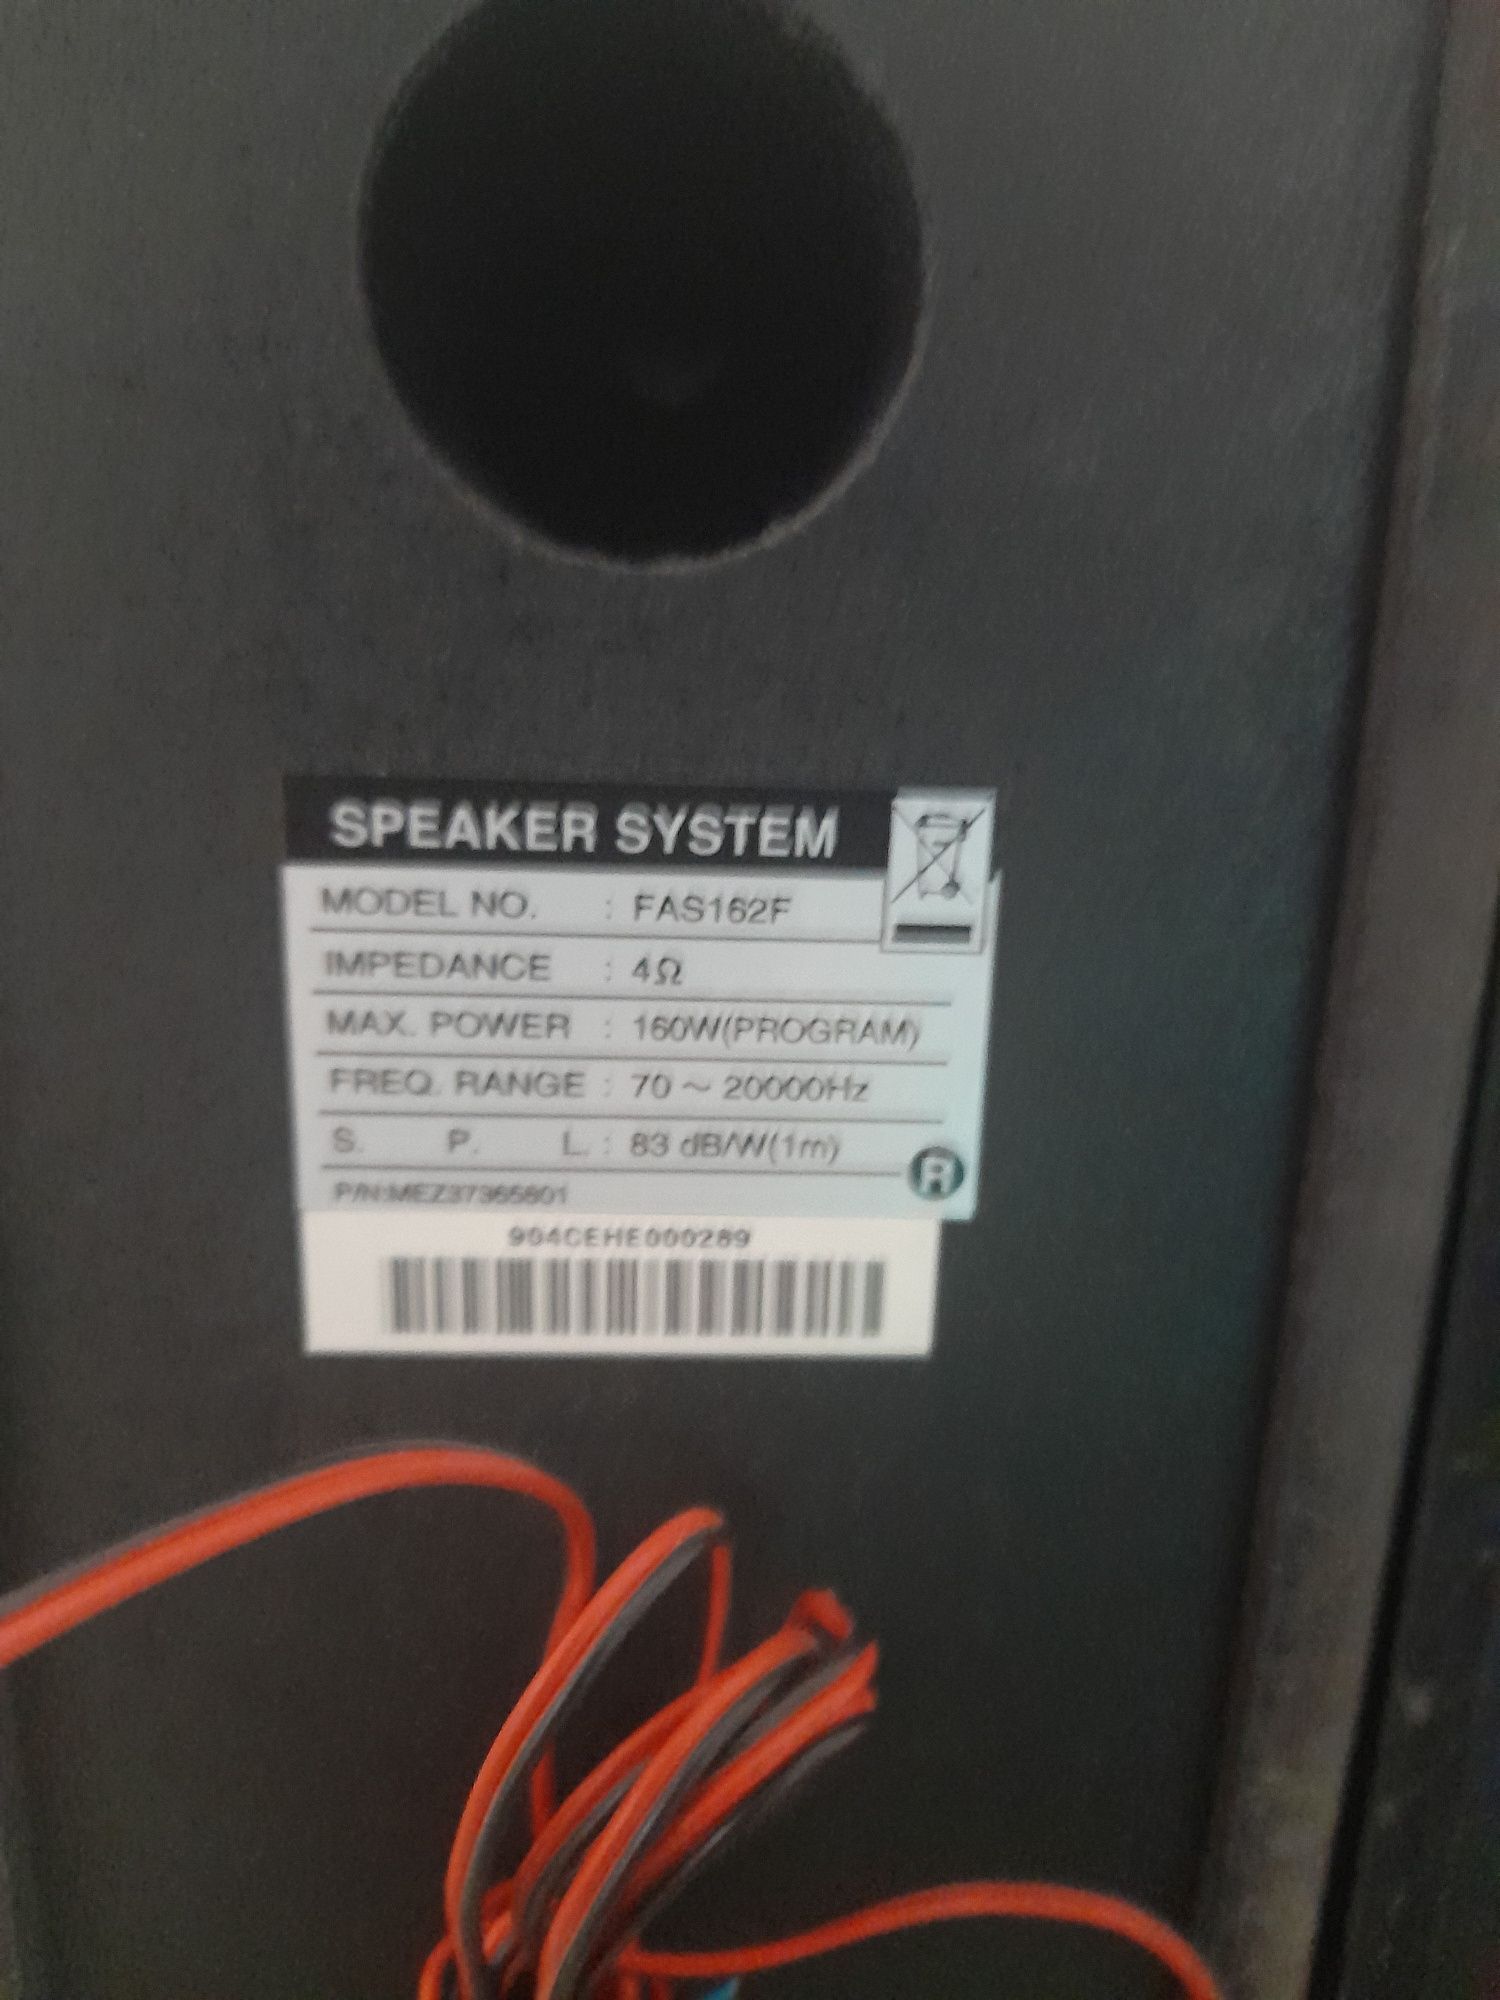 SPEAKER SYSTEM
MODEL NO. : FAS162F
IMPEDANCE : 4Ω
MAX. POWER : 160W(PROGRAM)
FREQ. RANGE : 70 ~ 20000Hz
S. P. L. : 83 dB/W(1m)
R
P/N:MEZ37365801
904CEHE000289